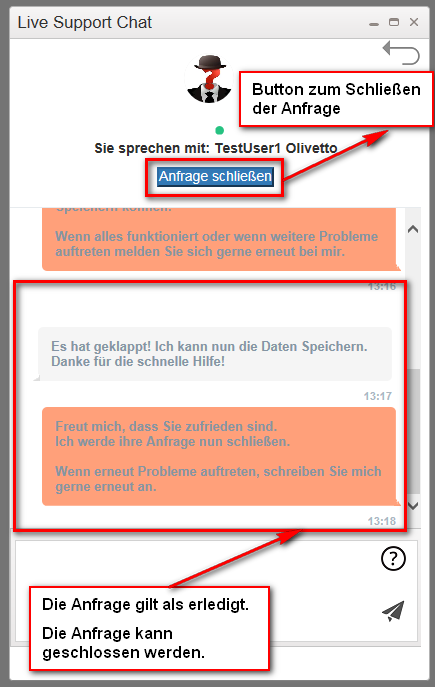 Live Support Chat
Button zum Schließen
der Anfrage
Sie sprechen mit: TestUser1 Olivetto
Anfrage schließen
Speichern können.
Wenn alles funktioniert oder wenn weitere Probleme
auftreten melden Sie sich gerne erneut bei mir.
13:16
Es hat geklappt! Ich kann nun die Daten Speichern.
Danke für die schnelle Hilfe!
13:17
Freut mich, dass Sie zufrieden sind.
Ich werde ihre Anfrage nun schließen.
Wenn erneut Probleme auftreten, schreiben Sie mich
gerne erneut an.
13:18
?
Die Anfrage gilt als erledigt.
Die Anfrage kann
geschlossen werden.